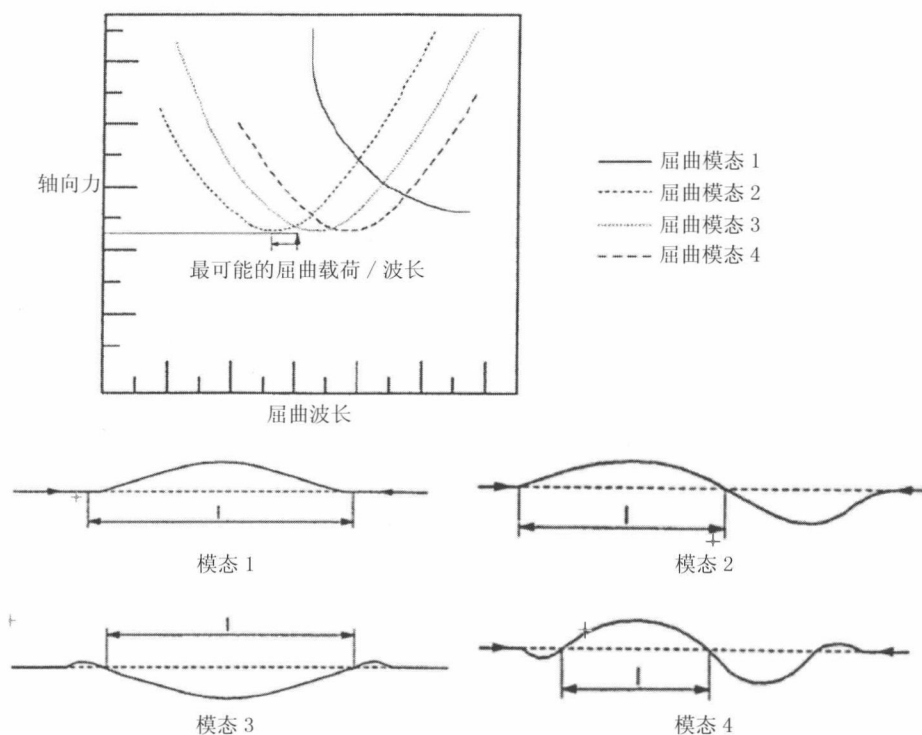 轴向力
最可能的屈曲载荷 / 波长
屈曲波长
屈曲模态 1
屈曲模态 2
屈曲模态 3
屈曲模态 4
l
模态 1
l
模态 2
l
模态 3
l
模态 4